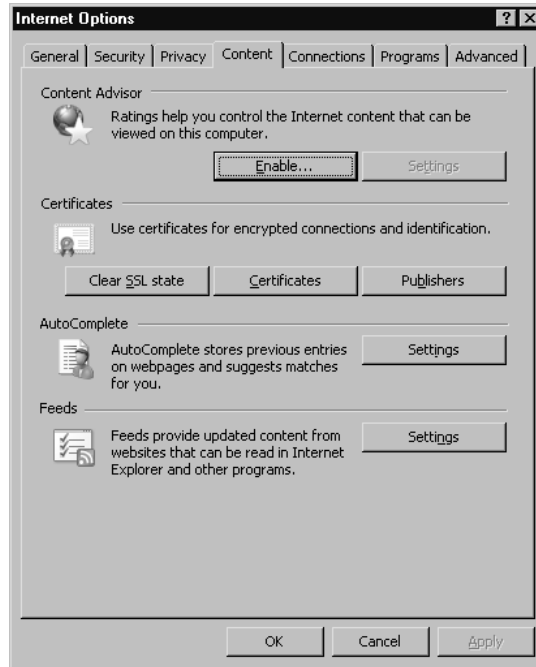 Internet Options
General Security Privacy Content Connections Programs Advanced
Content Advisor
Ratings help you control the Internet content that can be
viewed on this computer.
Enable... Settings
Certificates
Use certificates for encrypted connections and identification.
Clear SSL state Certificates Publishers
AutoComplete
AutoComplete stores previous entries
on webpages and suggests matches
for you.
Settings
Feeds
Feeds provide updated content from
websites that can be read in Internet
Explorer and other programs.
Settings
OK Cancel Apply